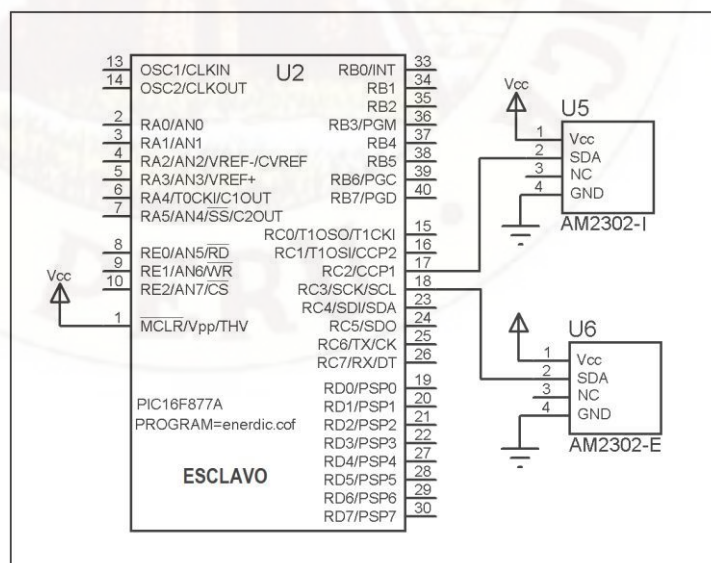 U2
13 OSC1/CLKIN
14 OSC2/CLKOUT
2 RA0/AN0
3 RA1/AN1
4 RA2/AN2/VREF-/CVREF
5 RA3/AN3/VREF+
6 RA4/T0CKI/C1OUT
7 RA5/AN4/SS/C2OUT
8 RE0/AN5/RD
9 RE1/AN6/WR
10 RE2/AN7/CS
Vcc
1 MCLR/Vpp/THV
RB0/INT 33
RB1 34
RB2 35
RB3/PGM 36
RB4 37
RB5 38
RB6/PGC 39
RB7/PGD 40
RC0/T1OSO/T1CKI 15
RC1/T1OSI/CCP2 16
RC2/CCP1 17
RC3/SCK/SCL 18
RC4/SDI/SDA 23
RC5/SDO 24
RC6/TX/CK 25
RC7/RX/DT 26
RD0/PSP0 19
RD1/PSP1 20
RD2/PSP2 21
RD3/PSP3 22
RD4/PSP4 27
RD5/PSP5 28
RD6/PSP6 29
RD7/PSP7 30
PIC16F877A
PROGRAM=enerdic.cof
ESCLAVO
Vcc
U5
1 Vcc
2 SDA
3 NC
4 GND
AM2302-I
U6
1 Vcc
2 SDA
3 NC
4 GND
AM2302-E